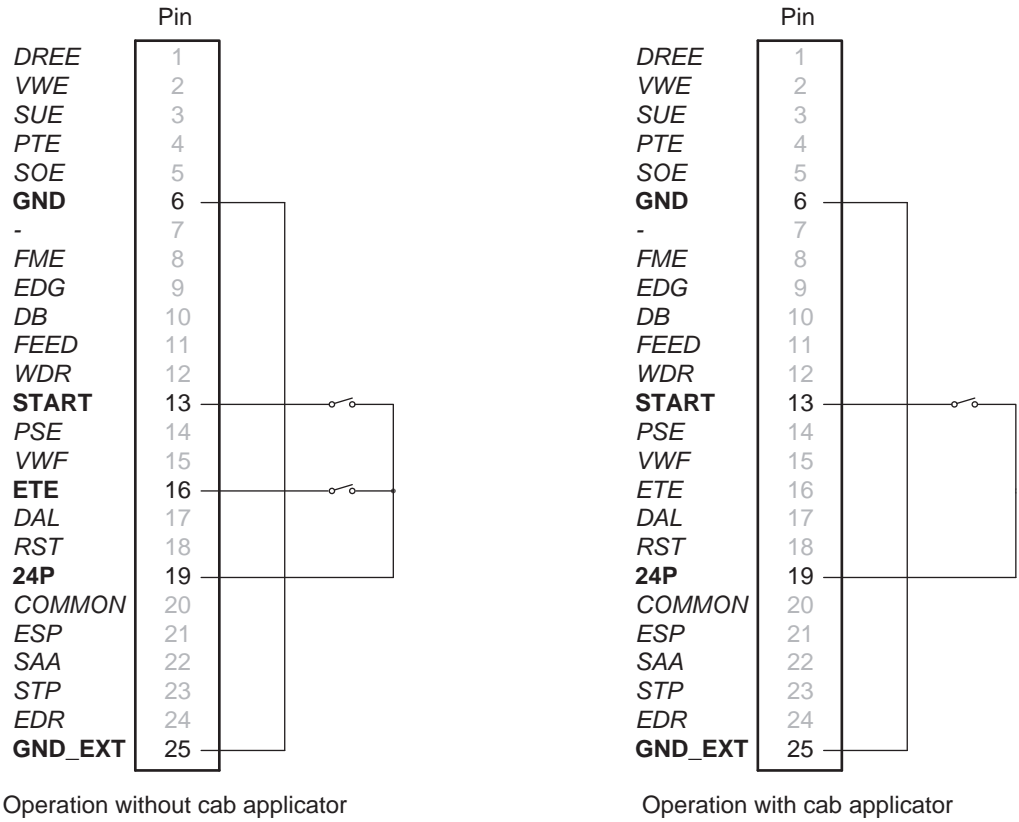 Pin
DREE 1
VWE 2
SUE 3
PTE 4
SOE 5
GND 6
- 7
FME 8
EDG 9
DB 10
FEED 11
WDR 12
START 13
PSE 14
VWF 15
ETE 16
DAL 17
RST 18
24P 19
COMMON 20
ESP 21
SAA 22
STP 23
EDR 24
GND_EXT 25
Operation without cab applicator
Pin
DREE 1
VWE 2
SUE 3
PTE 4
SOE 5
GND 6
- 7
FME 8
EDG 9
DB 10
FEED 11
WDR 12
START 13
PSE 14
VWF 15
ETE 16
DAL 17
RST 18
24P 19
COMMON 20
ESP 21
SAA 22
STP 23
EDR 24
GND_EXT 25
Operation with cab applicator